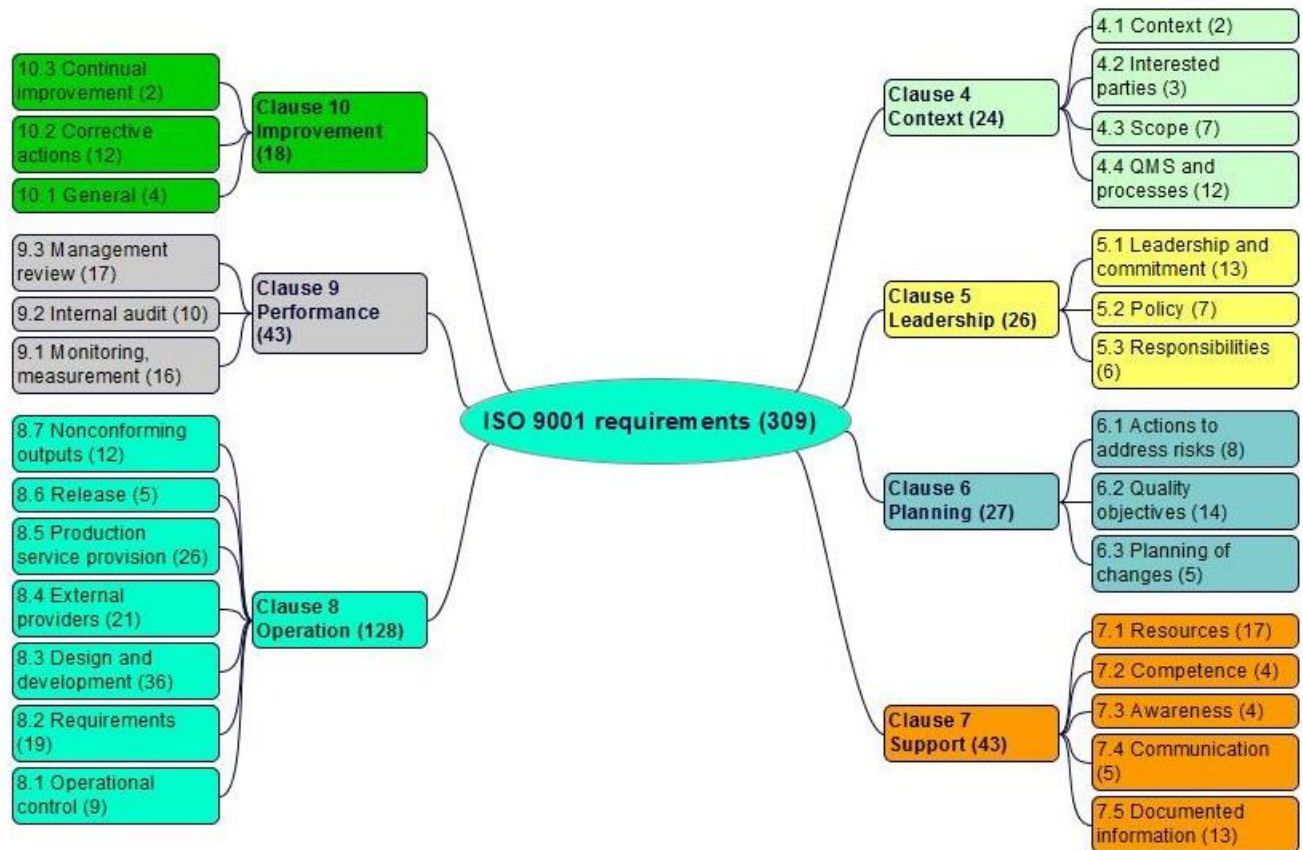 ISO 9001 requirements (309)
Clause 4
Context (24)
4.1 Context (2)
4.2 Interested
parties (3)
4.3 Scope (7)
4.4 QMS and
processes (12)
Clause 5
Leadership (26)
5.1 Leadership and
commitment (13)
5.2 Policy (7)
5.3 Responsibilities
(6)
Clause 6
Planning (27)
6.1 Actions to
address risks (8)
6.2 Quality
objectives (14)
6.3 Planning of
changes (5)
Clause 7
Support (43)
7.1 Resources (17)
7.2 Competence (4)
7.3 Awareness (4)
7.4 Communication
(5)
7.5 Documented
information (13)
Clause 10
Improvement
(18)
10.3 Continual
improvement (2)
10.2 Corrective
actions (12)
10.1 General (4)
Clause 9
Performance
(43)
9.3 Management
review (17)
9.2 Internal audit (10)
9.1 Monitoring,
measurement (16)
Clause 8
Operation (128)
8.7 Nonconforming
outputs (12)
8.6 Release (5)
8.5 Production
service provision (26)
8.4 External
providers (21)
8.3 Design and
development (36)
8.2 Requirements
(19)
8.1 Operational
control (9)